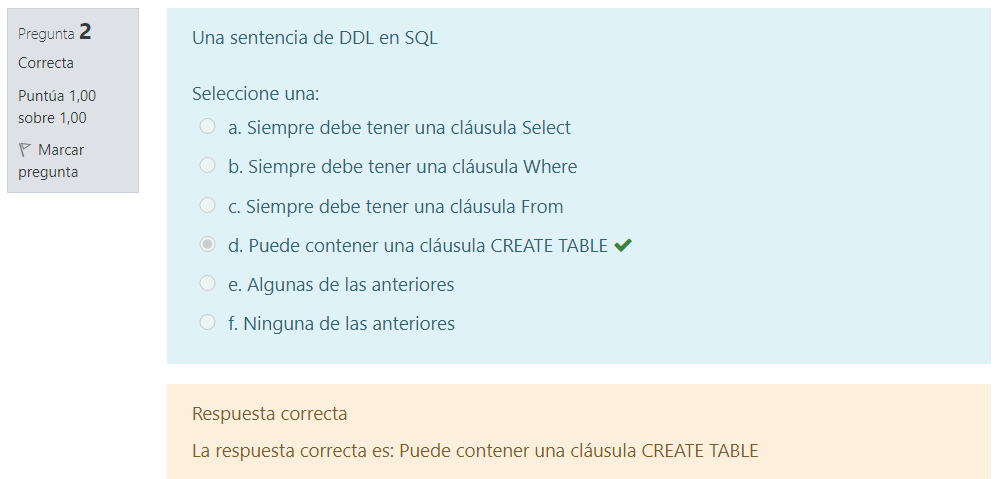 Pregunta 2
Correcta
Puntúa 1,00
sobre 1,00
Marcar
pregunta
Una sentencia de DDL en SQL
Seleccione una:
a. Siempre debe tener una cláusula Select
b. Siempre debe tener una cláusula Where
c. Siempre debe tener una cláusula From
d. Puede contener una cláusula CREATE TABLE
e. Algunas de las anteriores
f. Ninguna de las anteriores
Respuesta correcta
La respuesta correcta es: Puede contener una cláusula CREATE TABLE